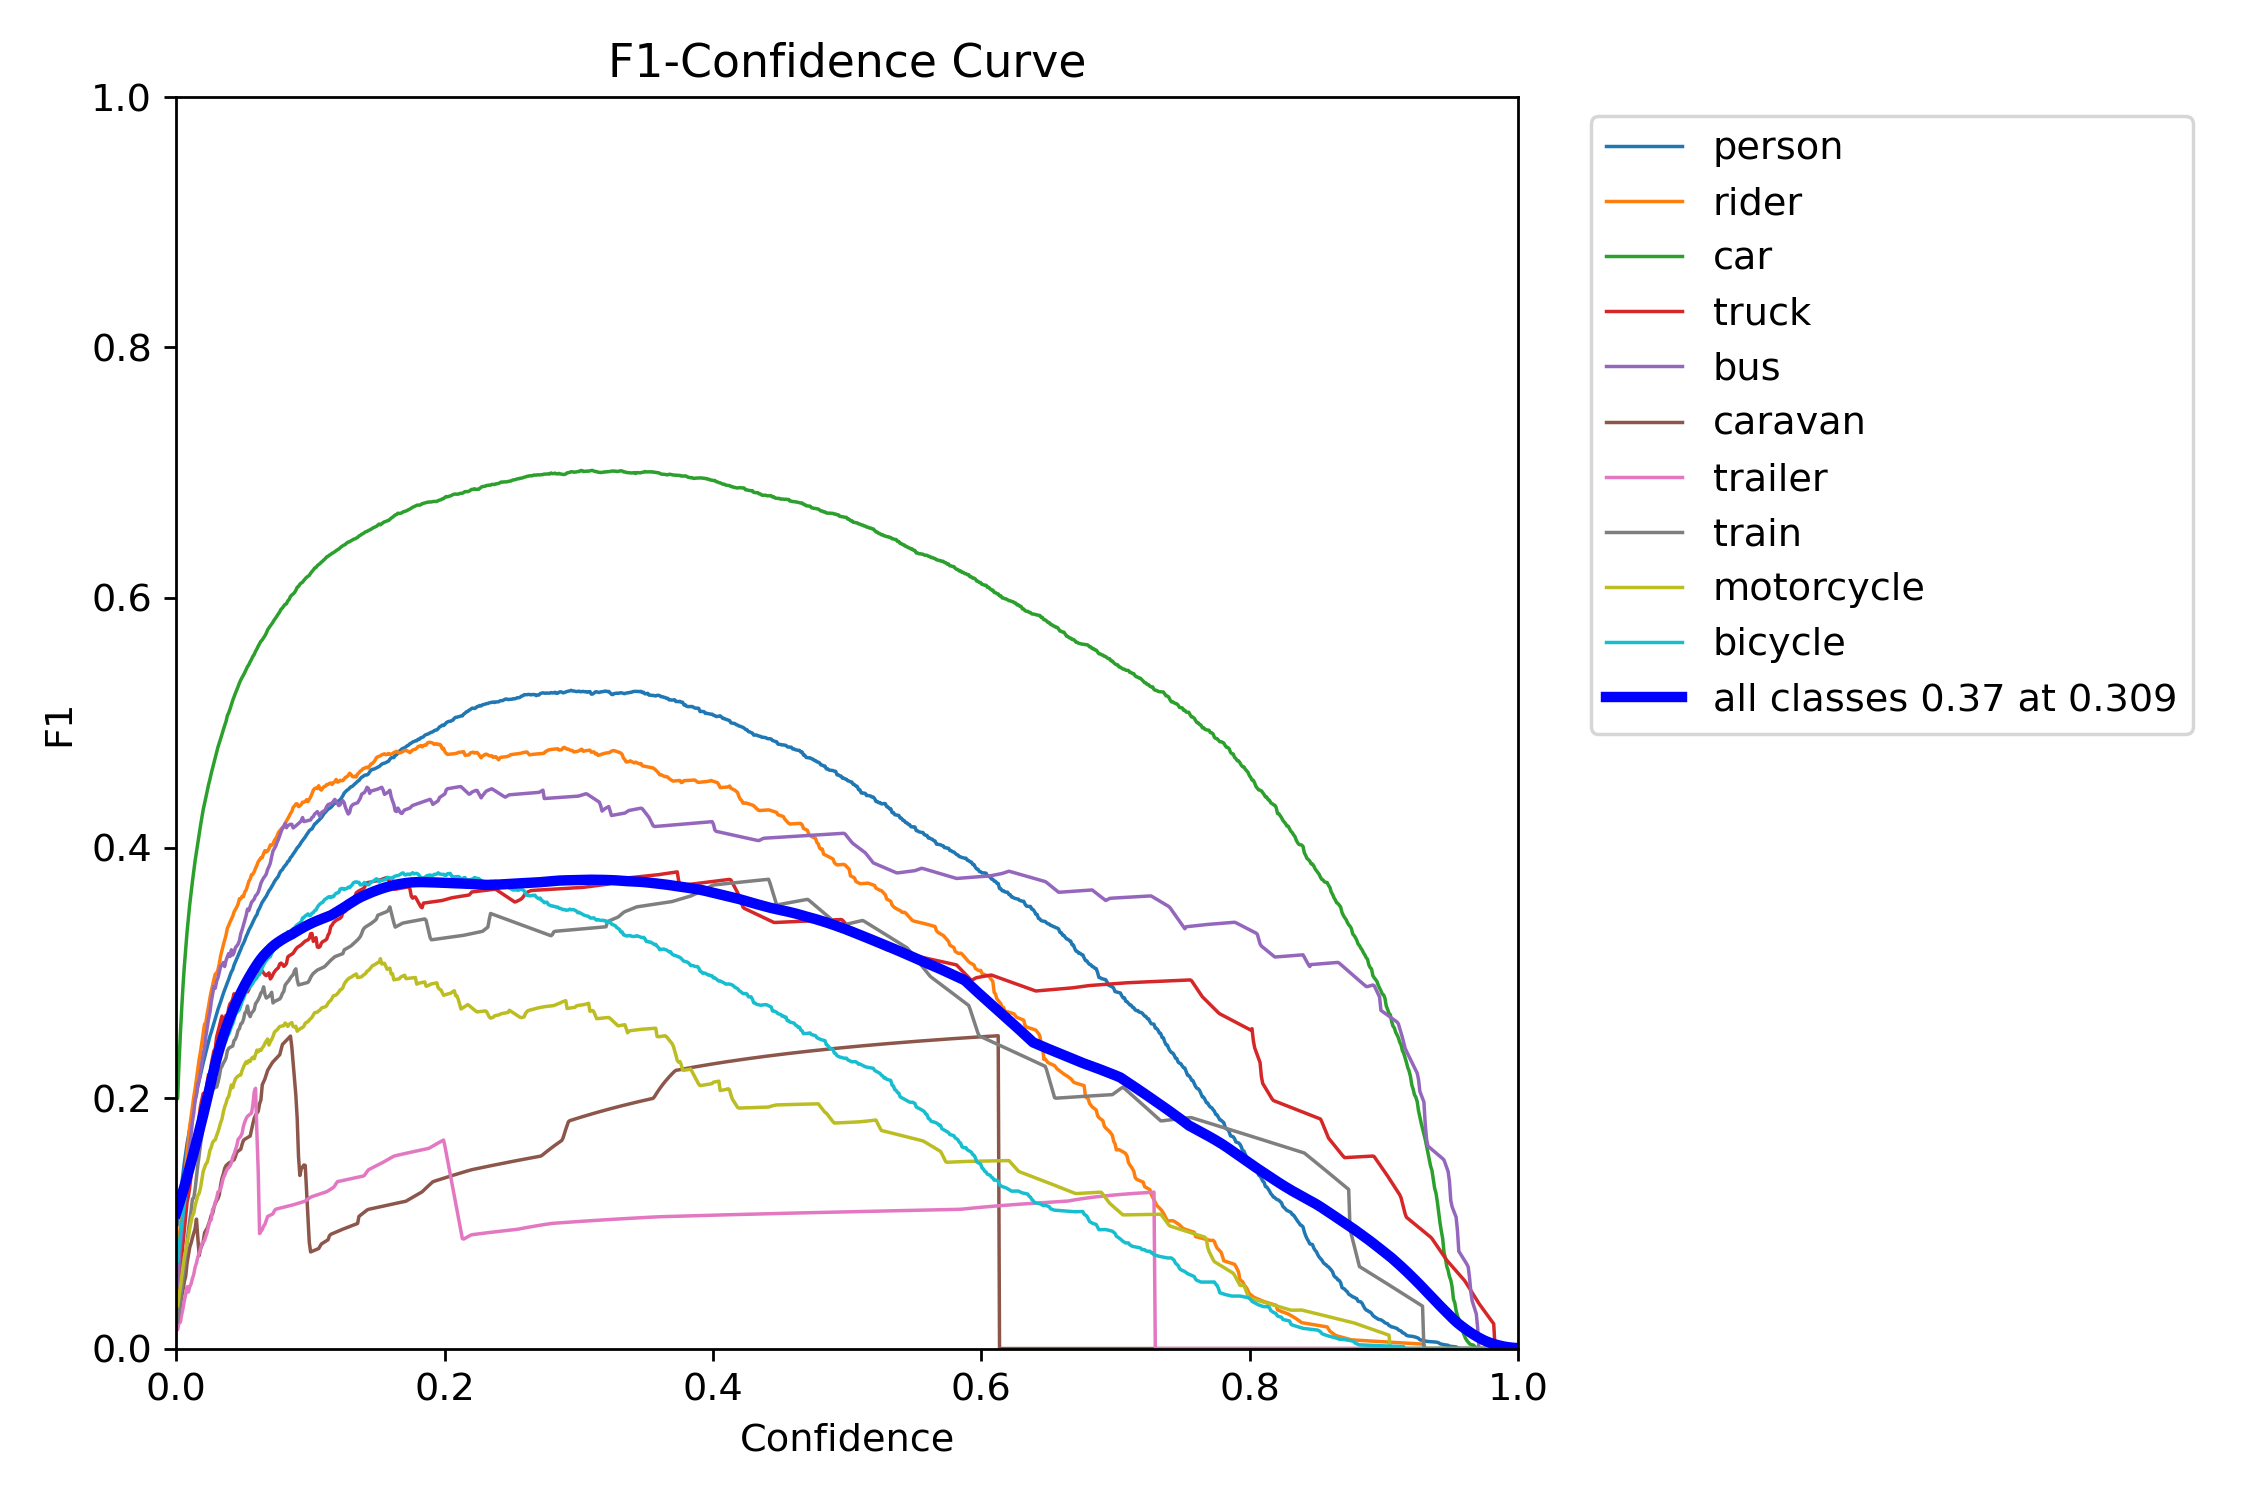 F1-Confidence Curve
1.0
0.8
0.6
0.4
0.2
0.0
F1
0.0 0.2 0.4 0.6 0.8 1.0
Confidence
person
rider
car
truck
bus
caravan
trailer
train
motorcycle
bicycle
all classes 0.37 at 0.309